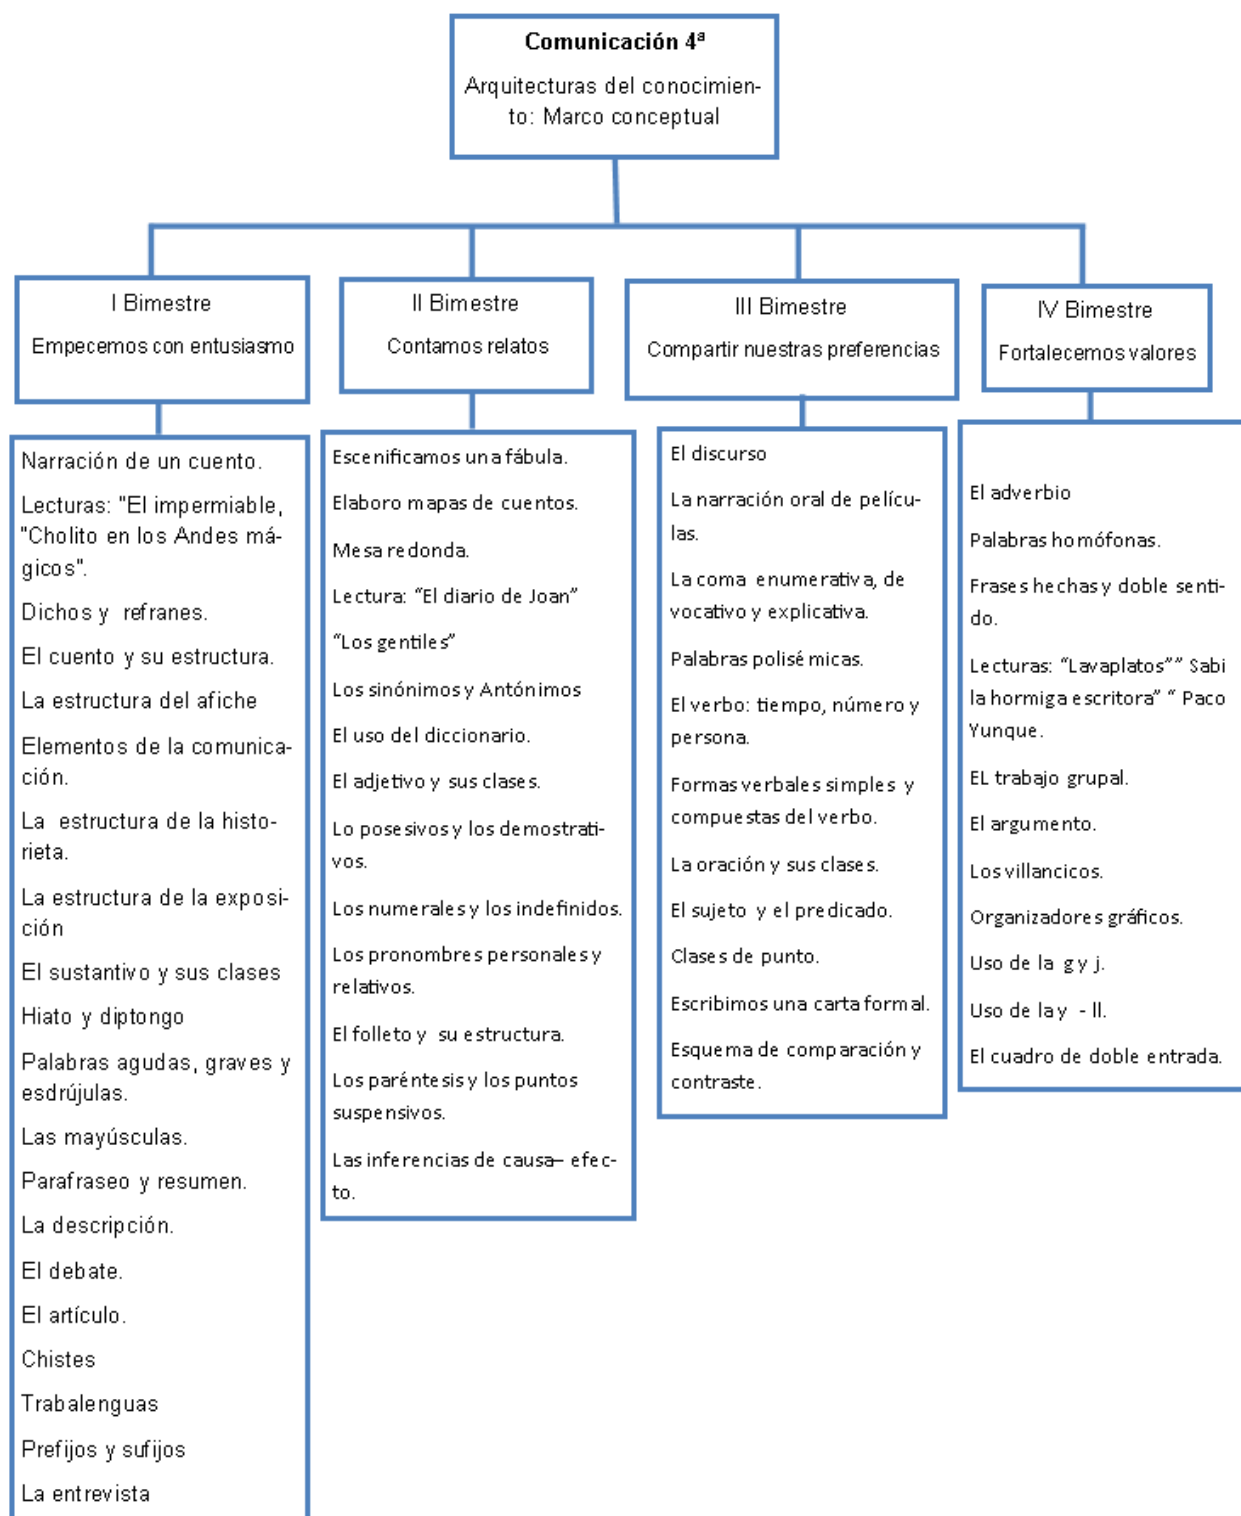 Comunicación 4ª
Arquitecturas del conocimien-
to: Marco conceptual
I Bimestre
Empecemos con entusiasmo
II Bimestre
Contamos relatos
III Bimestre
Compartir nuestras preferencias
IV Bimestre
Fortalecemos valores
Narración de un cuento.
Lecturas: "El impermiable,
"Cholito en los Andes má-
gicos".
Dichos y refranes.
El cuento y su estructura.
La estructura del afiche
Elementos de la comunica-
ción.
La estructura de la histo-
rieta.
La estructura de la exposi-
ción
El sustantivo y sus clases
Hiato y diptongo
Palabras agudas, graves y
esdrújulas.
Las mayúsculas.
Parafraseo y resumen.
La descripción.
El debate.
El artículo.
Chistes
Trabalenguas
Prefijos y sufijos
La entrevista
Escenificamos una fábula.
Elaboro mapas de cuentos.
Mesa redonda.
Lectura: “El diario de Joan”
“Los gentiles”
Los sinónimos y Antónimos
El uso del diccionario.
El adjetivo y sus clases.
Lo posesivos y los demostrati-
vos.
Los numerales y los indefinidos.
Los pronombres personales y
relativos.
El folleto y su estructura.
Los paréntesis y los puntos
suspensivos.
Las inferencias de causa– efec-
to.
El discurso
La narración oral de pelícu-
las.
La coma enumerativa, de
vocativo y explicativa.
Palabras polisémicas.
El verbo: tiempo, número y
persona.
Formas verbales simples y
compuestas del verbo.
La oración y sus clases.
El sujeto y el predicado.
Clases de punto.
Escribimos una carta formal.
Esquema de comparación y
contraste.
El adverbio
Palabras homófonas.
Frases hechas y doble senti-
do.
Lecturas: “Lavaplatos”” Sabi
la hormiga escritora” “ Paco
Yunque.
EL trabajo grupal.
El argumento.
Los villancicos.
Organizadores gráficos.
Uso de la g y j.
Uso de la y - ll.
El cuadro de doble entrada.